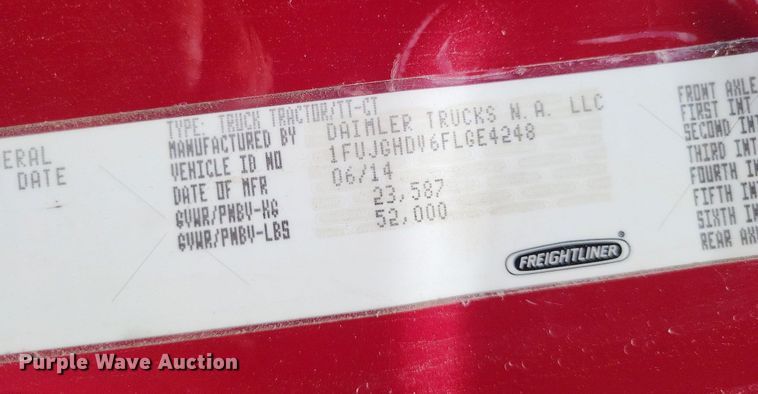 ERAL
DATE
TYPE: TRUCK TRACTOR/TT-CT
MANUFACTURED BY DAIMLER TRUCKS N.A. LLC
VEHICLE ID NO 1FUJGHDV6FLGE4248
DATE OF MFR 06/14
GVWR/PNBV-KG 23,587
GVWR/PNBV-LBS 52,000
FRONT AXLE
FIRST INT
SECOND INT
THIRD INT
FOURTH IN
FIFTH INT
SIXTH IN
REAR AX
FREIGHTLINER
Purple Wave Auction